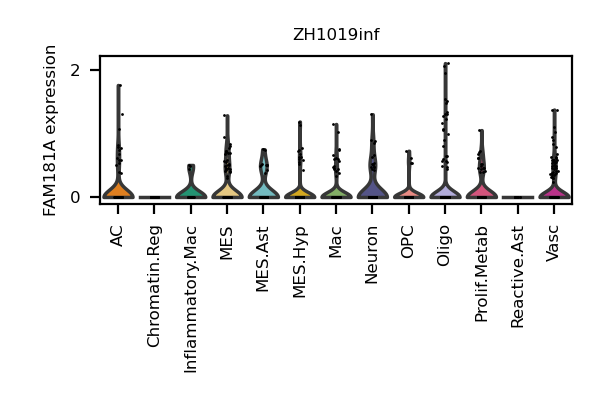 ZH1019inf
FAM181A expression
2
0
AC
Chromatin.Reg
Inflammatory.Mac
MES
MES.Ast
MES.Hyp
Mac
Neuron
OPC
Oligo
Prolif.Metab
Reactive.Ast
Vasc